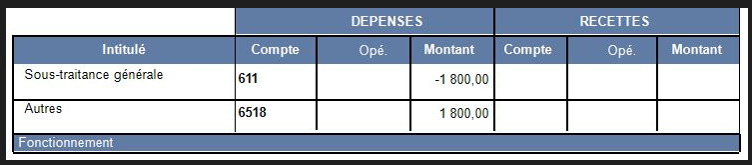 DEPENSES RECETTES
Intitulé Compte Opé. Montant Compte Opé. Montant
Sous-traitance générale 611 -1 800,00
Autres 6518 1 800,00
Fonctionnement